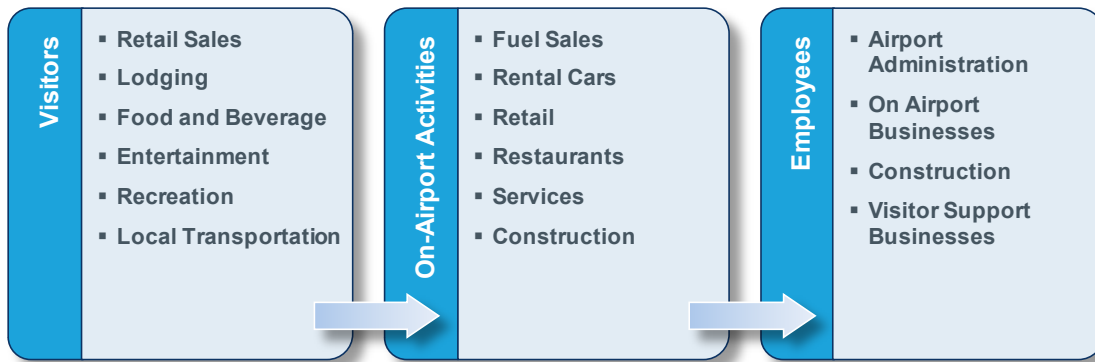 Visitors
▪ Retail Sales
▪ Lodging
▪ Food and Beverage
▪ Entertainment
▪ Recreation
▪ Local Transportation
On-Airport Activities
▪ Fuel Sales
▪ Rental Cars
▪ Retail
▪ Restaurants
▪ Services
▪ Construction
Employees
▪ Airport
Administration
▪ On Airport
Businesses
▪ Construction
▪ Visitor Support
Businesses